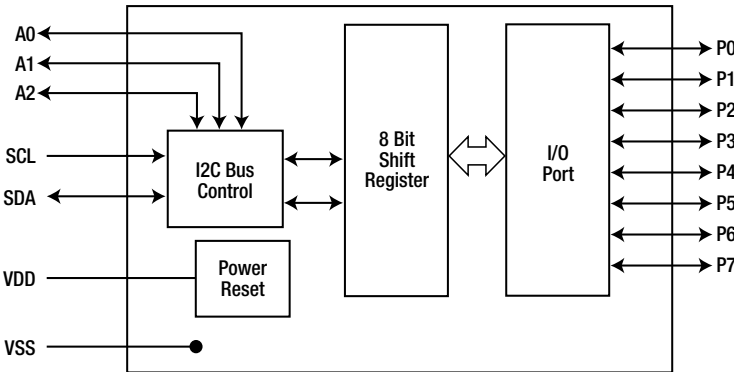 A0
A1
A2
SCL
SDA
VDD
VSS
I2C Bus
Control
Power
Reset
8 Bit
Shift
Register
I/O
Port
P0
P1
P2
P3
P4
P5
P6
P7